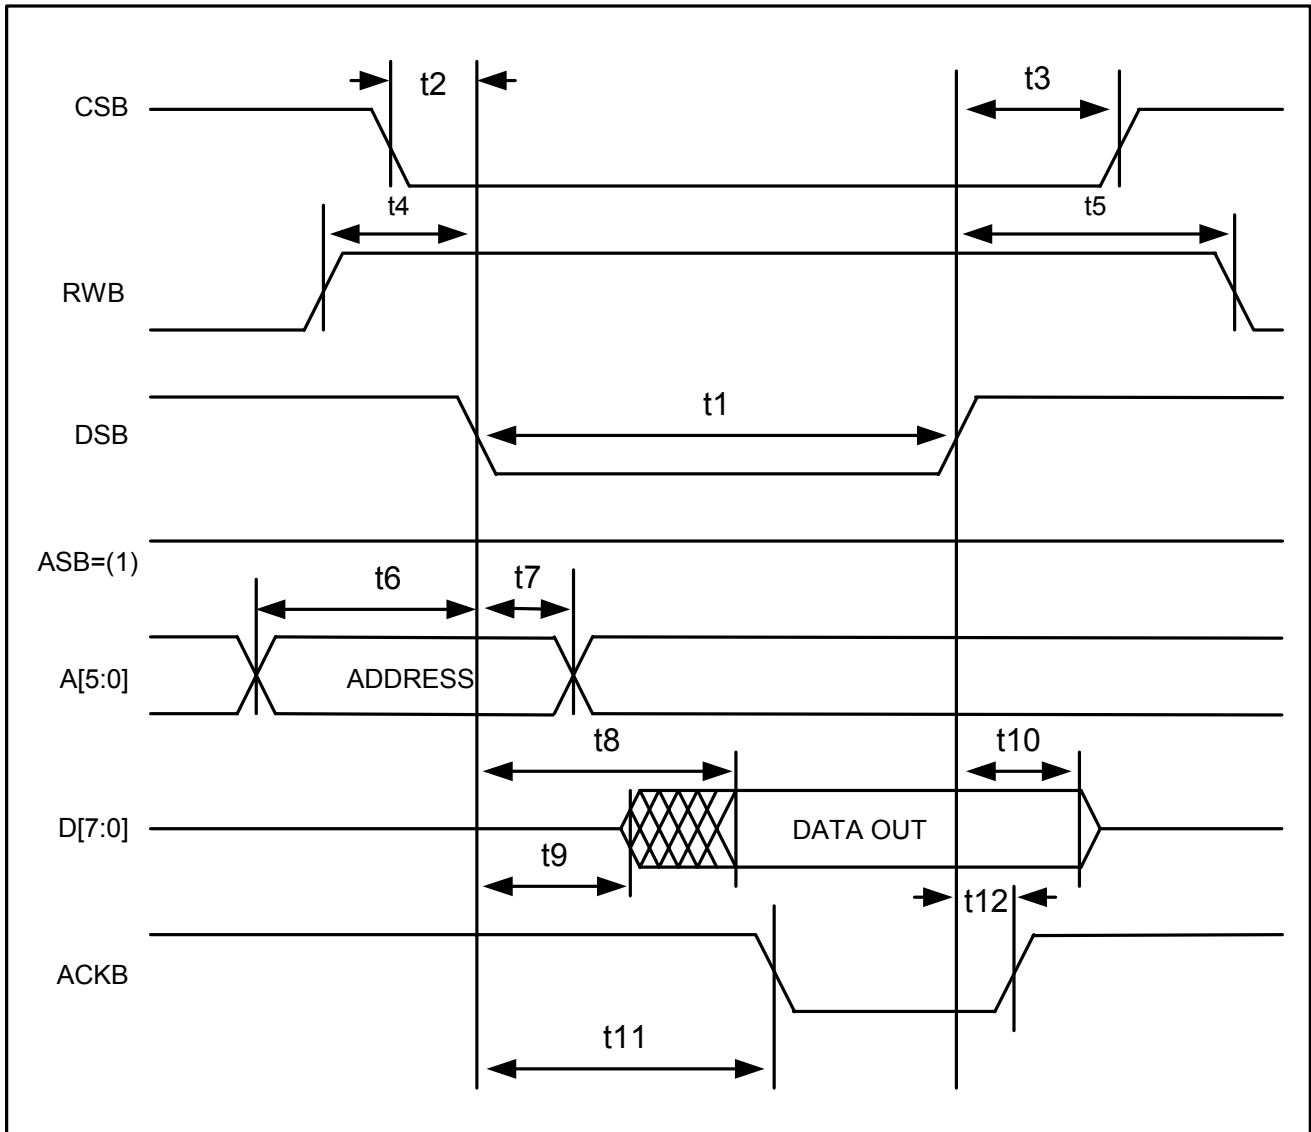 t2
t3
CSB
t4
t5
RWB
t1
DSB
ASB=(1)
t6
t7
A[5:0]
ADDRESS
t8
t10
D[7:0]
DATA OUT
t9
t12
ACKB
t11